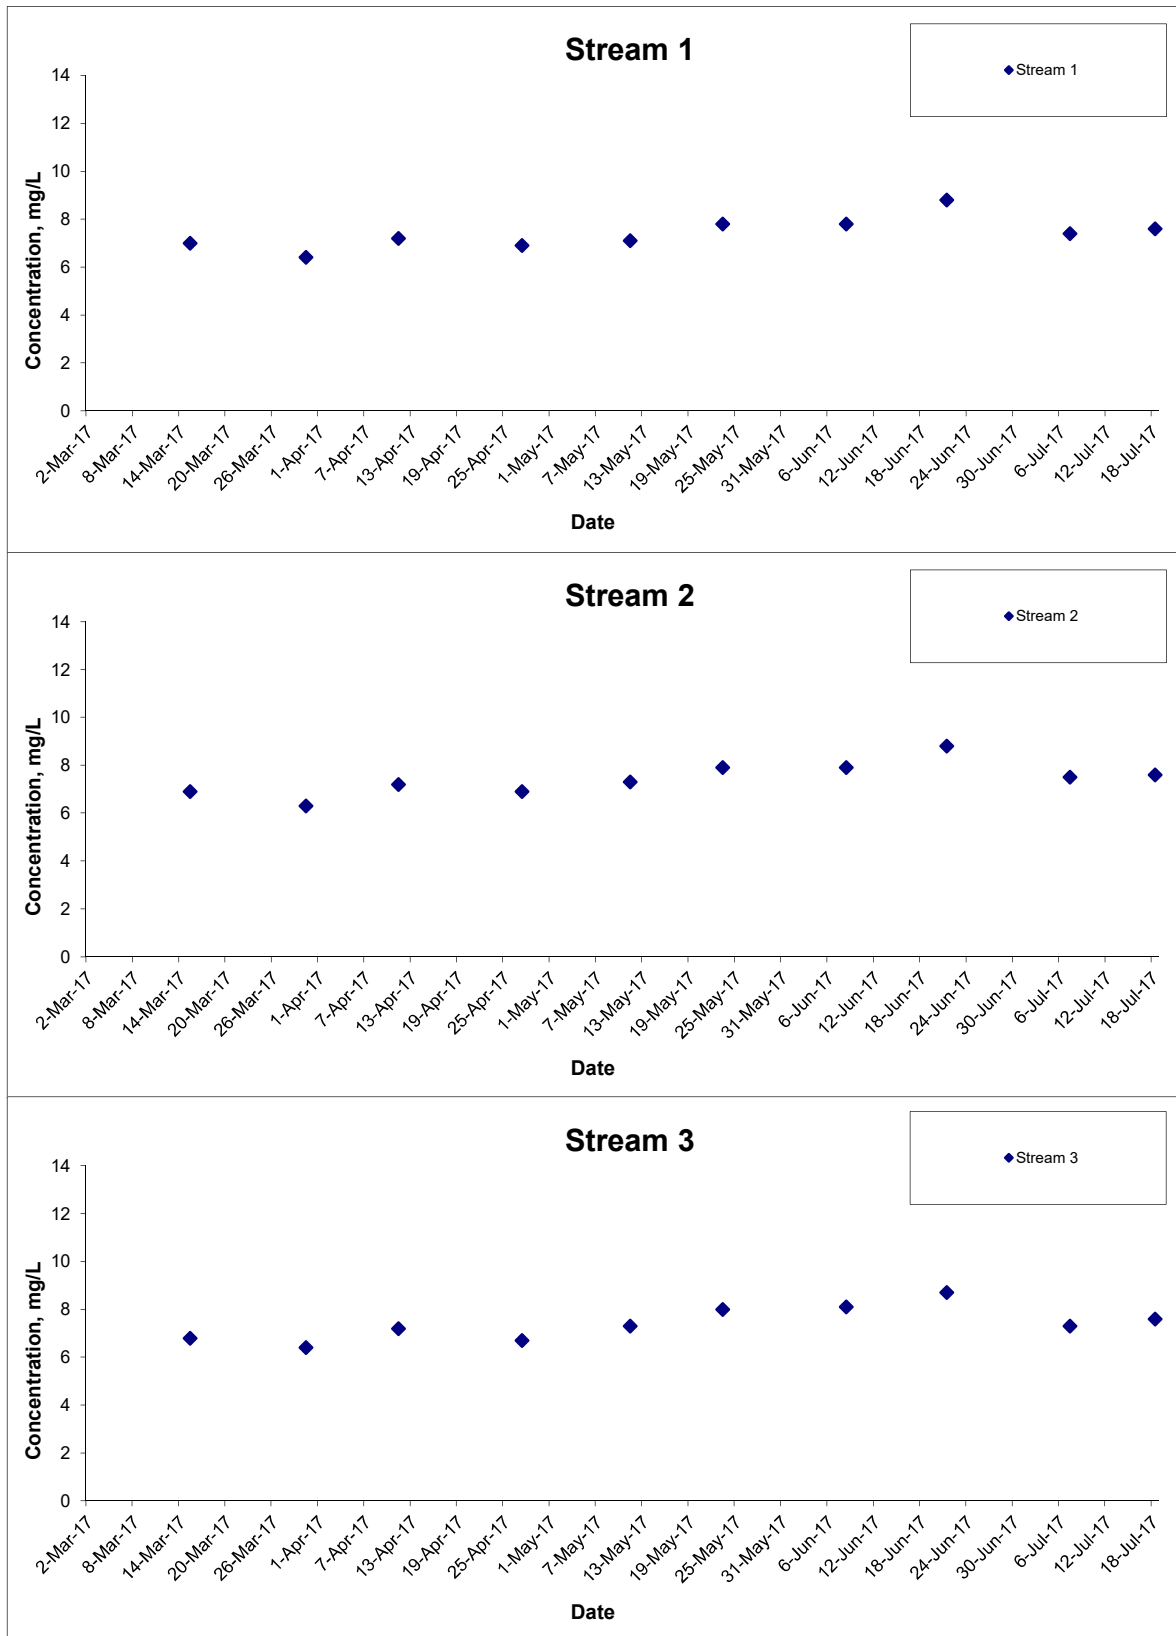 Stream 1
Stream 1
Concentration, mg/L
14
12
10
8
6
4
2
0
2-Mar-17
8-Mar-17
14-Mar-17
20-Mar-17
26-Mar-17
1-Apr-17
7-Apr-17
13-Apr-17
19-Apr-17
25-Apr-17
1-May-17
7-May-17
13-May-17
19-May-17
25-May-17
31-May-17
6-Jun-17
12-Jun-17
18-Jun-17
24-Jun-17
30-Jun-17
6-Jul-17
12-Jul-17
18-Jul-17
Date
Stream 2
Stream 2
Concentration, mg/L
14
12
10
8
6
4
2
0
2-Mar-17
8-Mar-17
14-Mar-17
20-Mar-17
26-Mar-17
1-Apr-17
7-Apr-17
13-Apr-17
19-Apr-17
25-Apr-17
1-May-17
7-May-17
13-May-17
19-May-17
25-May-17
31-May-17
6-Jun-17
12-Jun-17
18-Jun-17
24-Jun-17
30-Jun-17
6-Jul-17
12-Jul-17
18-Jul-17
Date
Stream 3
Stream 3
Concentration, mg/L
14
12
10
8
6
4
2
0
2-Mar-17
8-Mar-17
14-Mar-17
20-Mar-17
26-Mar-17
1-Apr-17
7-Apr-17
13-Apr-17
19-Apr-17
25-Apr-17
1-May-17
7-May-17
13-May-17
19-May-17
25-May-17
31-May-17
6-Jun-17
12-Jun-17
18-Jun-17
24-Jun-17
30-Jun-17
6-Jul-17
12-Jul-17
18-Jul-17
Date